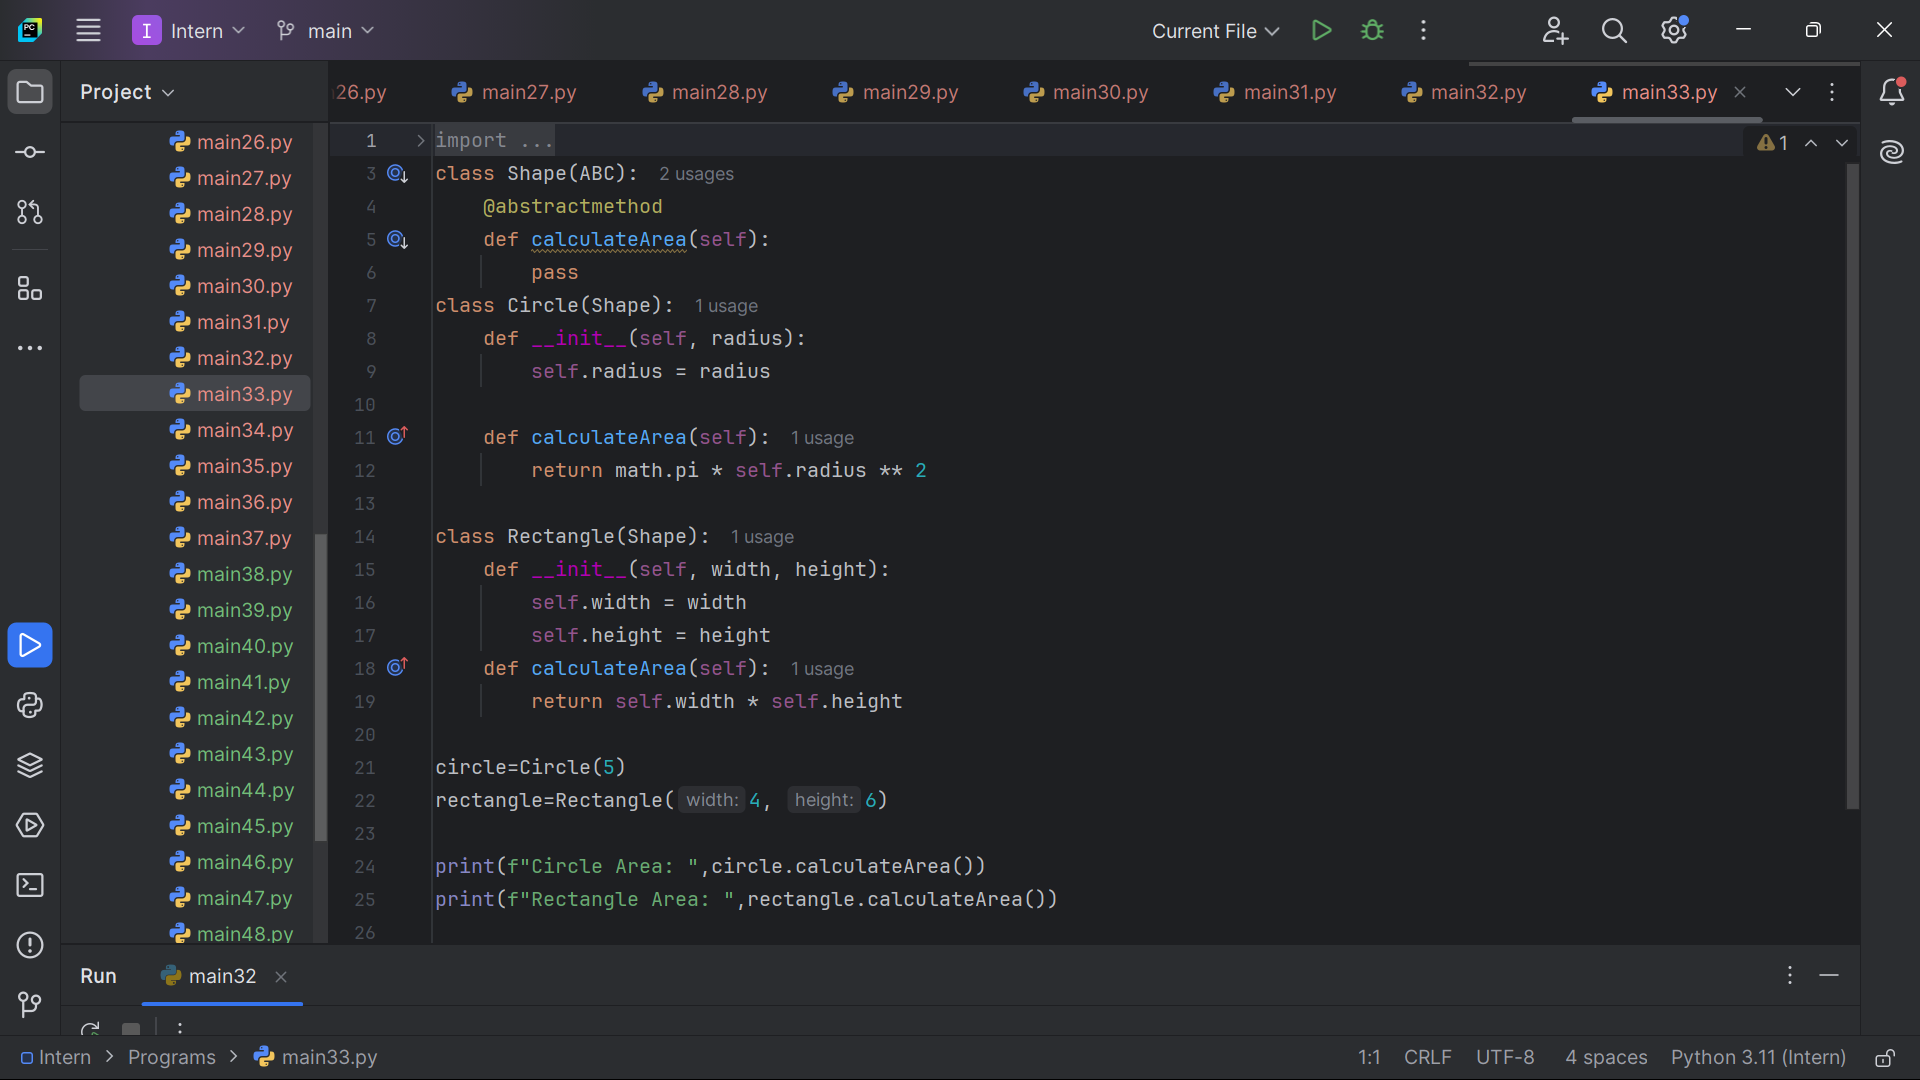 PC
I Intern main Current File
Project
26.py main27.py main28.py main29.py main30.py main31.py main32.py main33.py
main26.py
main27.py
main28.py
main29.py
main30.py
main31.py
main32.py
main33.py
main34.py
main35.py
main36.py
main37.py
main38.py
main39.py
main40.py
main41.py
main42.py
main43.py
main44.py
main45.py
main46.py
main47.py
main48.py
1 import ...
3 class Shape(ABC): 2 usages
4 @abstractmethod
5 def calculateArea(self):
6 pass
7 class Circle(Shape): 1 usage
8 def __init__(self, radius):
9 self.radius = radius
10
11 def calculateArea(self): 1 usage
12 return math.pi * self.radius ** 2
13
14 class Rectangle(Shape): 1 usage
15 def __init__(self, width, height):
16 self.width = width
17 self.height = height
18 def calculateArea(self): 1 usage
19 return self.width * self.height
20
21 circle=Circle(5)
22 rectangle=Rectangle( width: 4, height: 6)
23
24 print(f"Circle Area: ",circle.calculateArea())
25 print(f"Rectangle Area: ",rectangle.calculateArea())
26
1
Run main32
Intern > Programs > main33.py 1:1 CRLF UTF-8 4 spaces Python 3.11 (Intern)